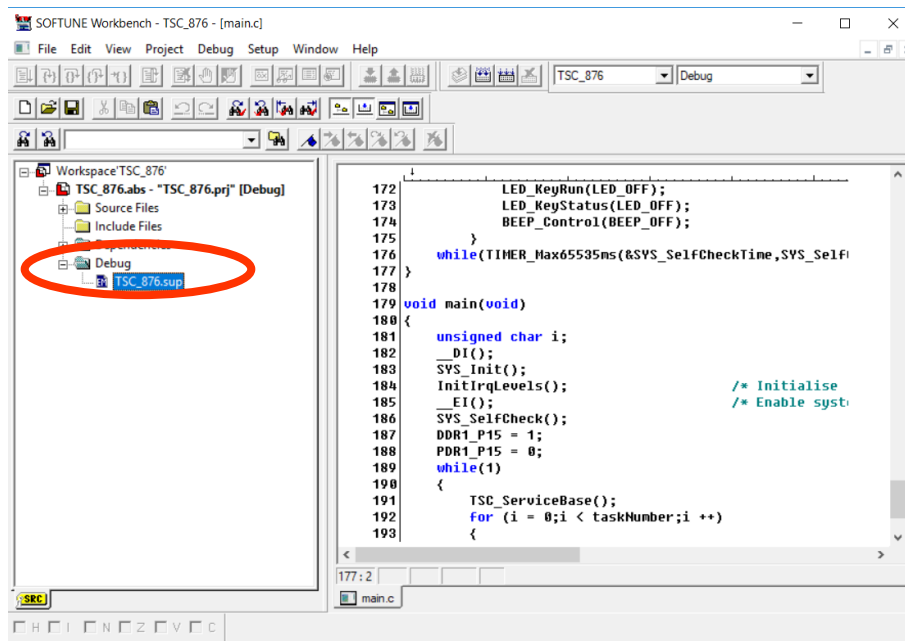 SOFTUNE Workbench - TSC_876 - [main.c]
File Edit View Project Debug Setup Window Help
TSC_876 Debug
Workspace'TSC_876'
TSC_876.abs - "TSC_876.prj" [Debug]
Source Files
Include Files
Dependencies
Debug
TSC_876.sup
172 LED_KeyRun(LED_OFF);
173 LED_KeyStatus(LED_OFF);
174 BEEP_Control(BEEP_OFF);
175 }
176 while(TIMER_Max65535ms(&SYS_SelfCheckTime,SYS_Self
177 }
178
179 void main(void)
180 {
181 unsigned char i;
182 __DI();
183 SYS_Init();
184 InitIrqLevels(); /* Initialise
185 __EI(); /* Enable syst
186 SYS_SelfCheck();
187 DDR1_P15 = 1;
188 PDR1_P15 = 0;
189 while(1)
190 {
191 TSC_ServiceBase();
192 for (i = 0;i < taskNumber;i ++)
193 {
177:2
SRC
main.c
H I N Z V C